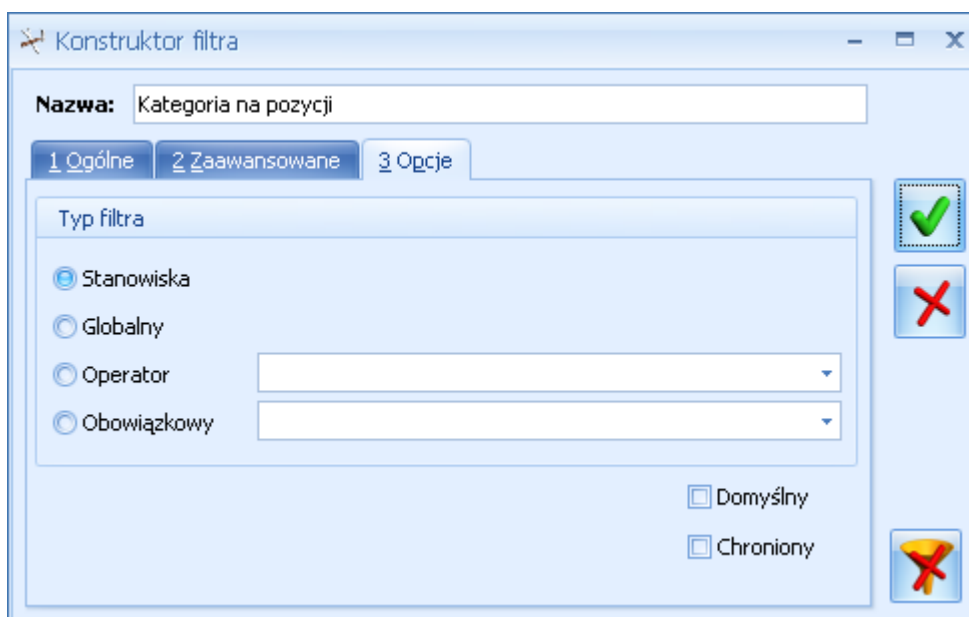 Konstruktor filtra
Nazwa: Kategoria na pozycji
1 Ogólne 2 Zaawansowane 3 Opcje
Typ filtra
Stanowiska
Globalny
Operator
Obowiązkowy
Domyślny
Chroniony